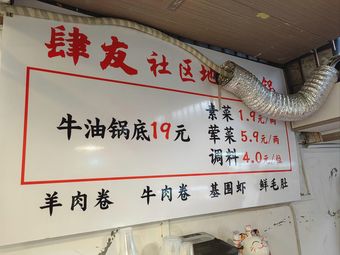 肆友社区地 锅
牛油锅底19元
素菜1.9元/两
荤菜5.9元/两
调料4.0元/
羊肉卷 牛肉卷 基围虾 鲜毛肚